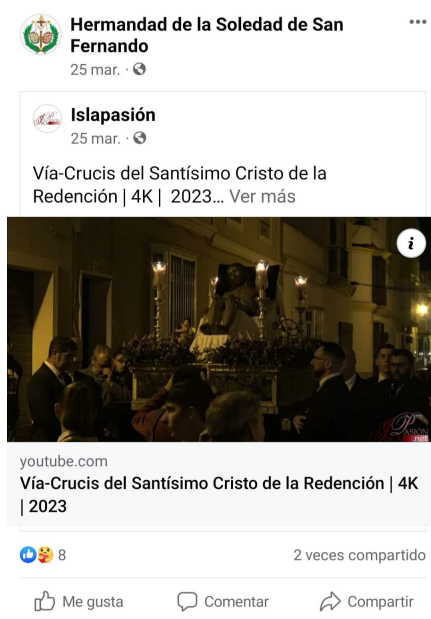 Hermandad de la Soledad de San
Fernando
25 mar. ·
Islapasión
25 mar. ·
Vía-Crucis del Santísimo Cristo de la
Redención | 4K | 2023... Ver más
i
PASIÓN
.net
youtube.com
Vía-Crucis del Santísimo Cristo de la Redención | 4K
| 2023
8
2 veces compartido
Me gusta
Comentar
Compartir